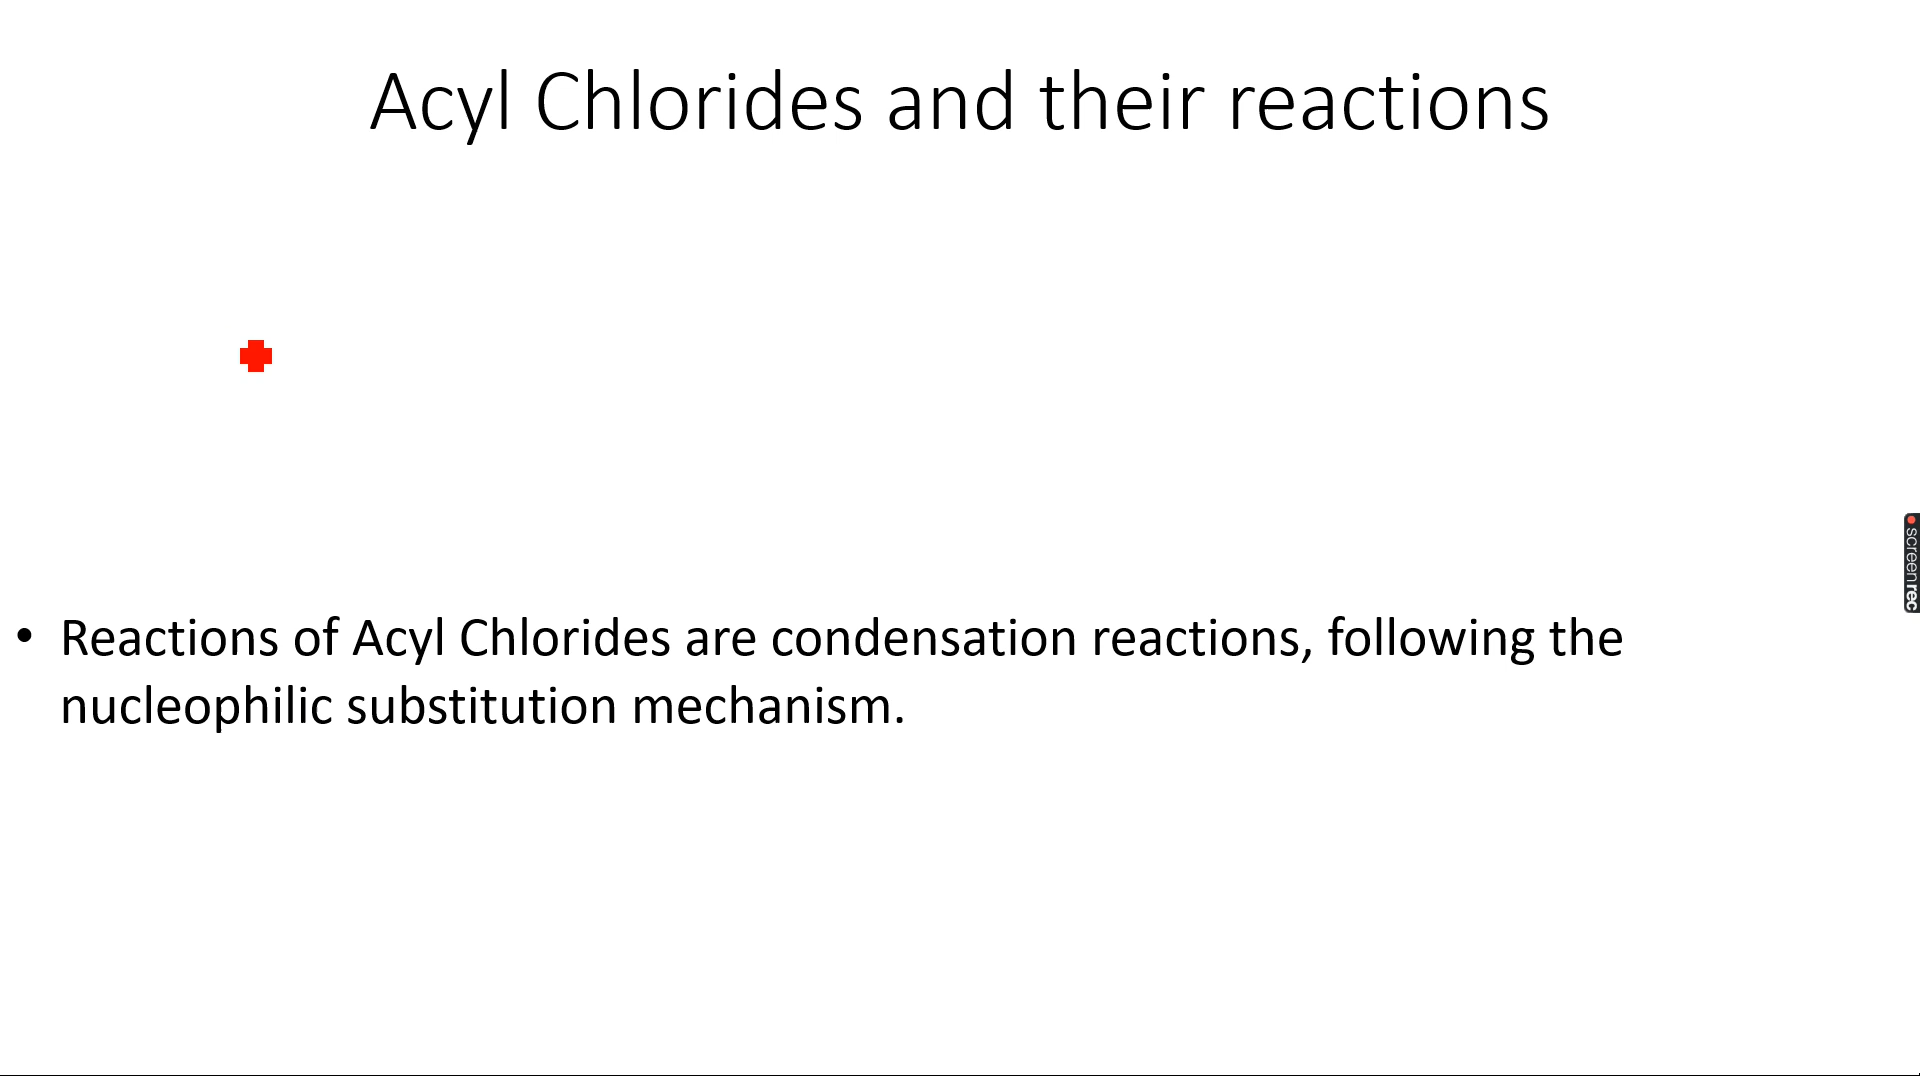 Acyl Chlorides and their reactions
• Reactions of Acyl Chlorides are condensation reactions, following the
nucleophilic substitution mechanism.
screenrec